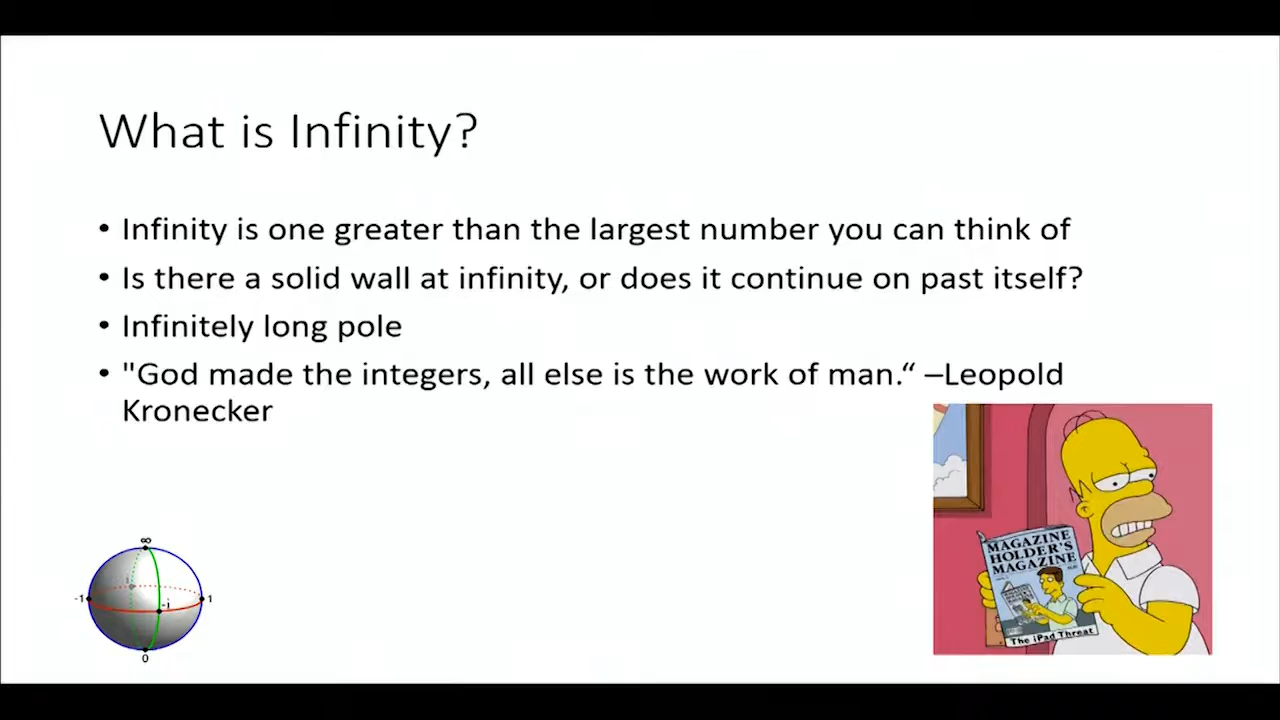 What is Infinity?
• Infinity is one greater than the largest number you can think of
• Is there a solid wall at infinity, or does it continue on past itself?
• Infinitely long pole
• "God made the integers, all else is the work of man.“ –Leopold
Kronecker
MAGAZINE
HOLDER'S
MAGAZINE
The iPad Threat
∞
-1
-i
1
0